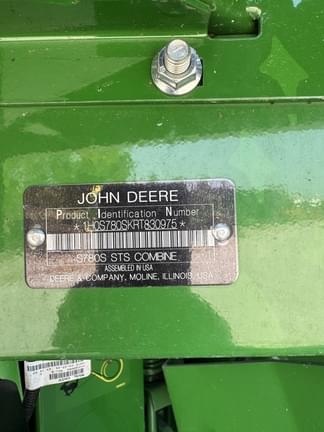 JOHN DEERE
Product Identification Number
*1H0S780SKRT830975*
S780S STS COMBINE
ASSEMBLED IN USA
DEERE & COMPANY, MOLINE, ILLINOIS, USA